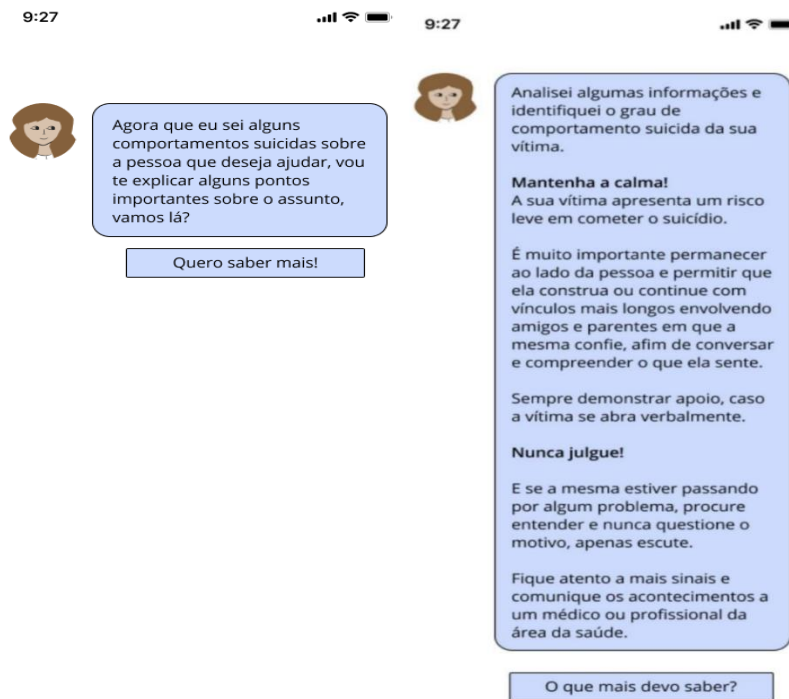 9:27
Agora que eu sei alguns
comportamentos suicidas sobre
a pessoa que deseja ajudar, vou
te explicar alguns pontos
importantes sobre o assunto,
vamos lá?
Quero saber mais!
9:27
Analisei algumas informações e
identifiquei o grau de
comportamento suicida da sua
vítima.
Mantenha a calma!
A sua vítima apresenta um risco
leve em cometer o suicídio.
É muito importante permanecer
ao lado da pessoa e permitir que
ela construa ou continue com
vínculos mais longos envolvendo
amigos e parentes em que a
mesma confie, afim de conversar
e compreender o que ela sente.
Sempre demonstrar apoio, caso
a vítima se abra verbalmente.
Nunca julgue!
E se a mesma estiver passando
por algum problema, procure
entender e nunca questione o
motivo, apenas escute.
Fique atento a mais sinais e
comunique os acontecimentos a
um médico ou profissional da
área da saúde.
O que mais devo saber?